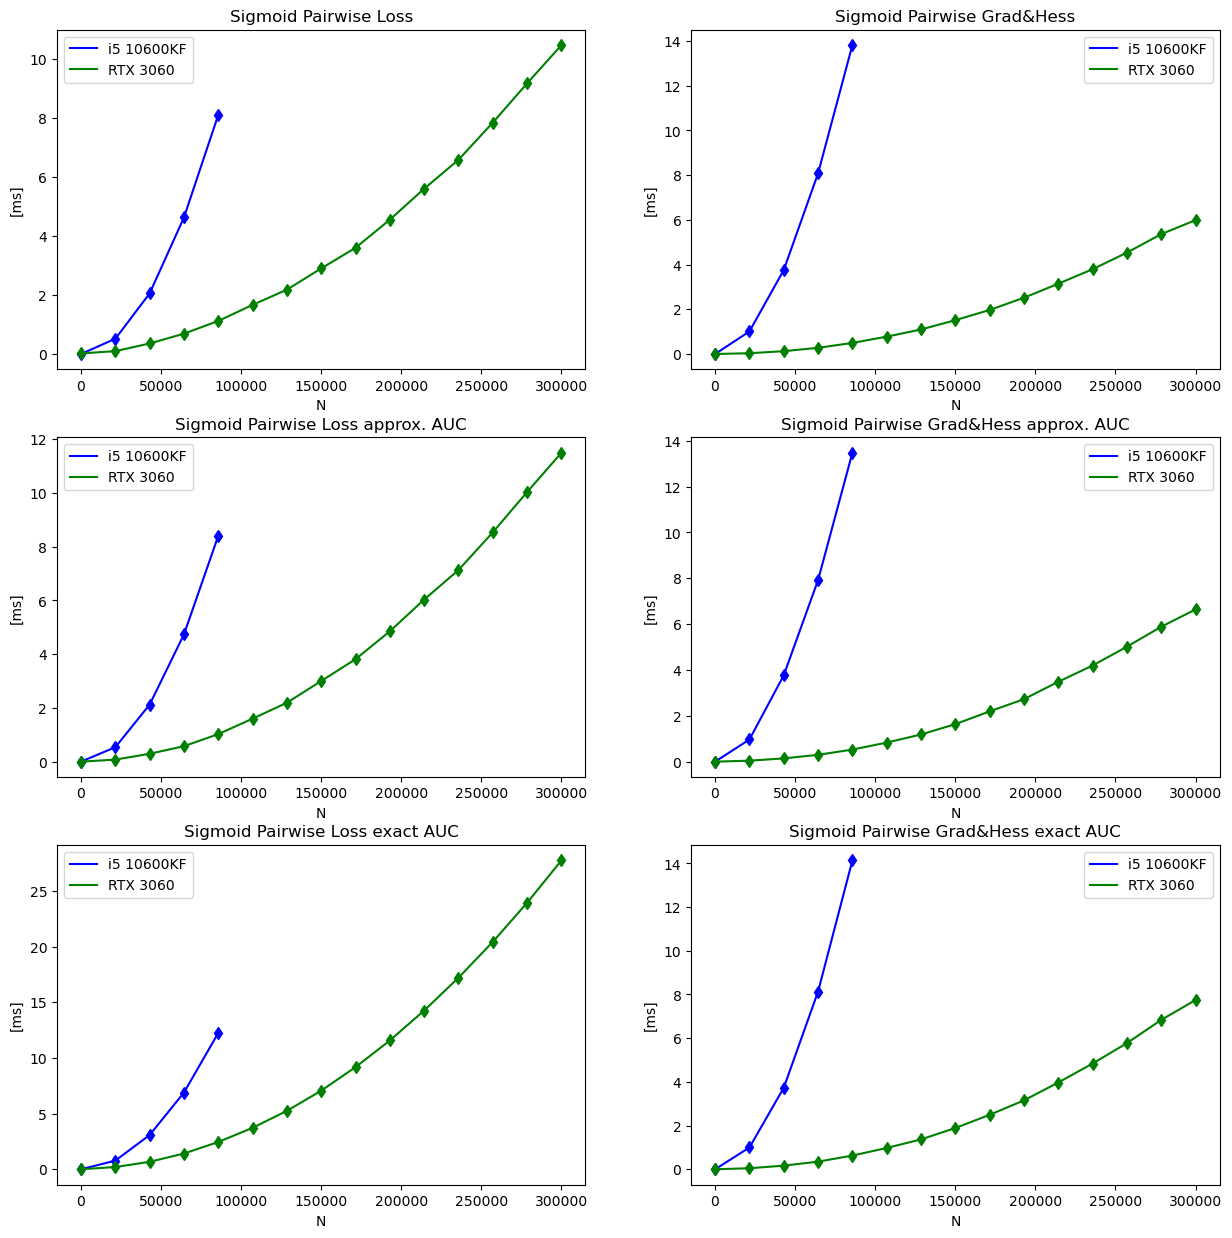 Sigmoid Pairwise Loss
i5 10600KF
RTX 3060
10
8
6
4
2
0
[ms]
0 50000 100000 150000 200000 250000 300000
N
Sigmoid Pairwise Grad&Hess
i5 10600KF
RTX 3060
14
12
10
8
6
4
2
0
[ms]
0 50000 100000 150000 200000 250000 300000
N
Sigmoid Pairwise Loss approx. AUC
i5 10600KF
RTX 3060
12
10
8
6
4
2
0
[ms]
0 50000 100000 150000 200000 250000 300000
N
Sigmoid Pairwise Grad&Hess approx. AUC
i5 10600KF
RTX 3060
14
12
10
8
6
4
2
0
[ms]
0 50000 100000 150000 200000 250000 300000
N
Sigmoid Pairwise Loss exact AUC
i5 10600KF
RTX 3060
25
20
15
10
5
0
[ms]
0 50000 100000 150000 200000 250000 300000
N
Sigmoid Pairwise Grad&Hess exact AUC
i5 10600KF
RTX 3060
14
12
10
8
6
4
2
0
[ms]
0 50000 100000 150000 200000 250000 300000
N